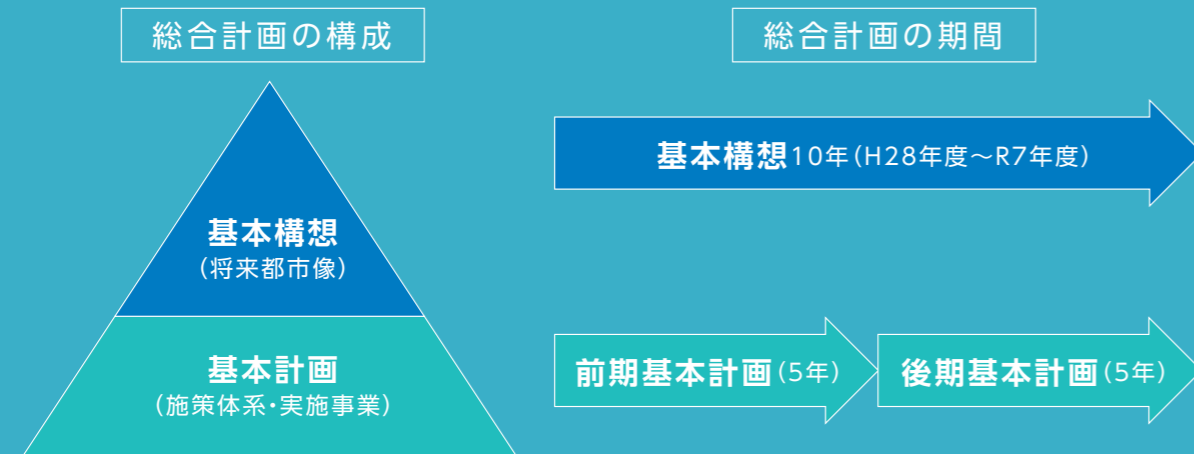 総合計画の構成
基本構想
(将来都市像)
基本計画
(施策体系・実施事業)
総合計画の期間
基本構想10年(H28年度〜R7年度)
前期基本計画(5年)
後期基本計画(5年)